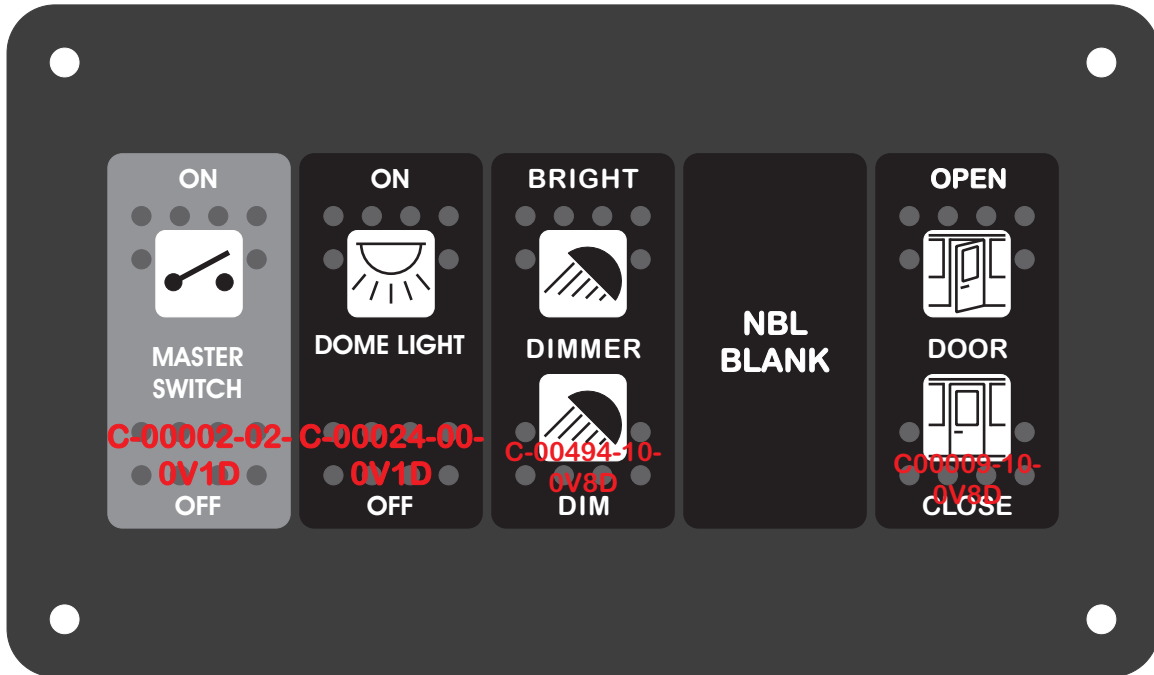 ON
MASTER
SWITCH
C-00002-02-
0V1D
OFF
ON
DOME LIGHT
C-00024-00-
0V1D
OFF
BRIGHT
DIMMER
C-00494-10-
0V8D
DIM
NBL
BLANK
OPEN
DOOR
C00009-10-
0V8D
CLOSE